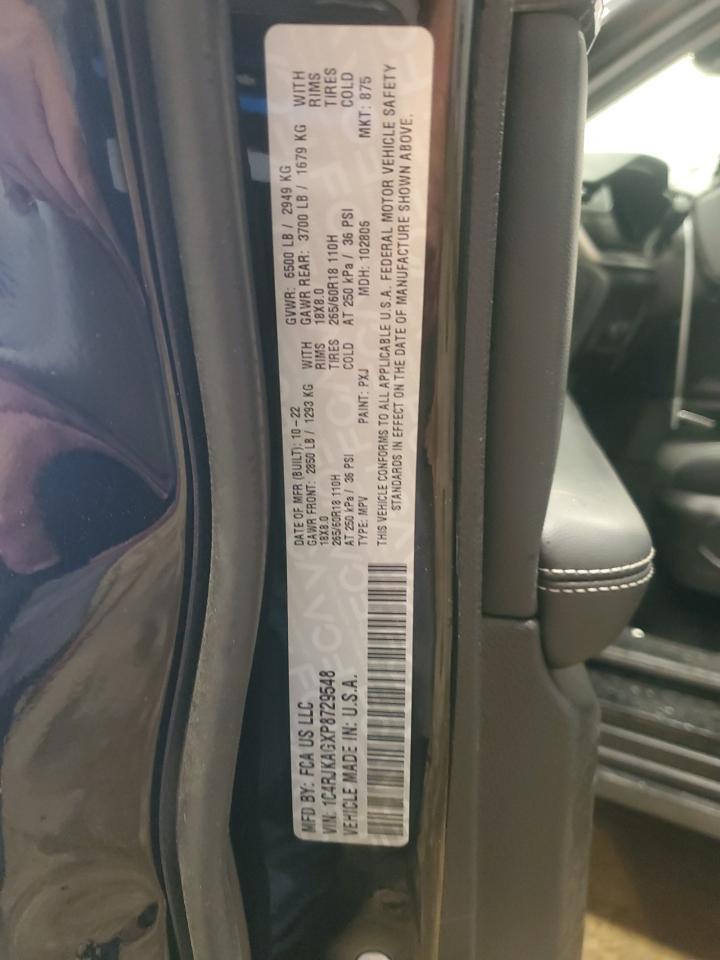 MFD BY: FCA US LLC
VIN: 1C4RJKAGXP8729548
VEHICLE MADE IN: U.S.A.
DATE OF MFR (BUILT): 10-22
GAWR FRONT: 2850 LB / 1293 KG WITH
18X8.0 RIMS
265/60R18 110H TIRES
AT 250 kPa / 36 PSI COLD
TYPE: MPV PAINT: PXJ
GVWR: 6500 LB / 2949 KG
GAWR REAR: 3700 LB / 1679 KG WITH
18X8.0 RIMS
265/60R18 110H TIRES
AT 250 kPa / 36 PSI COLD
MDH: 102805 MKT: 875
THIS VEHICLE CONFORMS TO ALL APPLICABLE U.S.A. FEDERAL MOTOR VEHICLE SAFETY
STANDARDS IN EFFECT ON THE DATE OF MANUFACTURE SHOWN ABOVE.